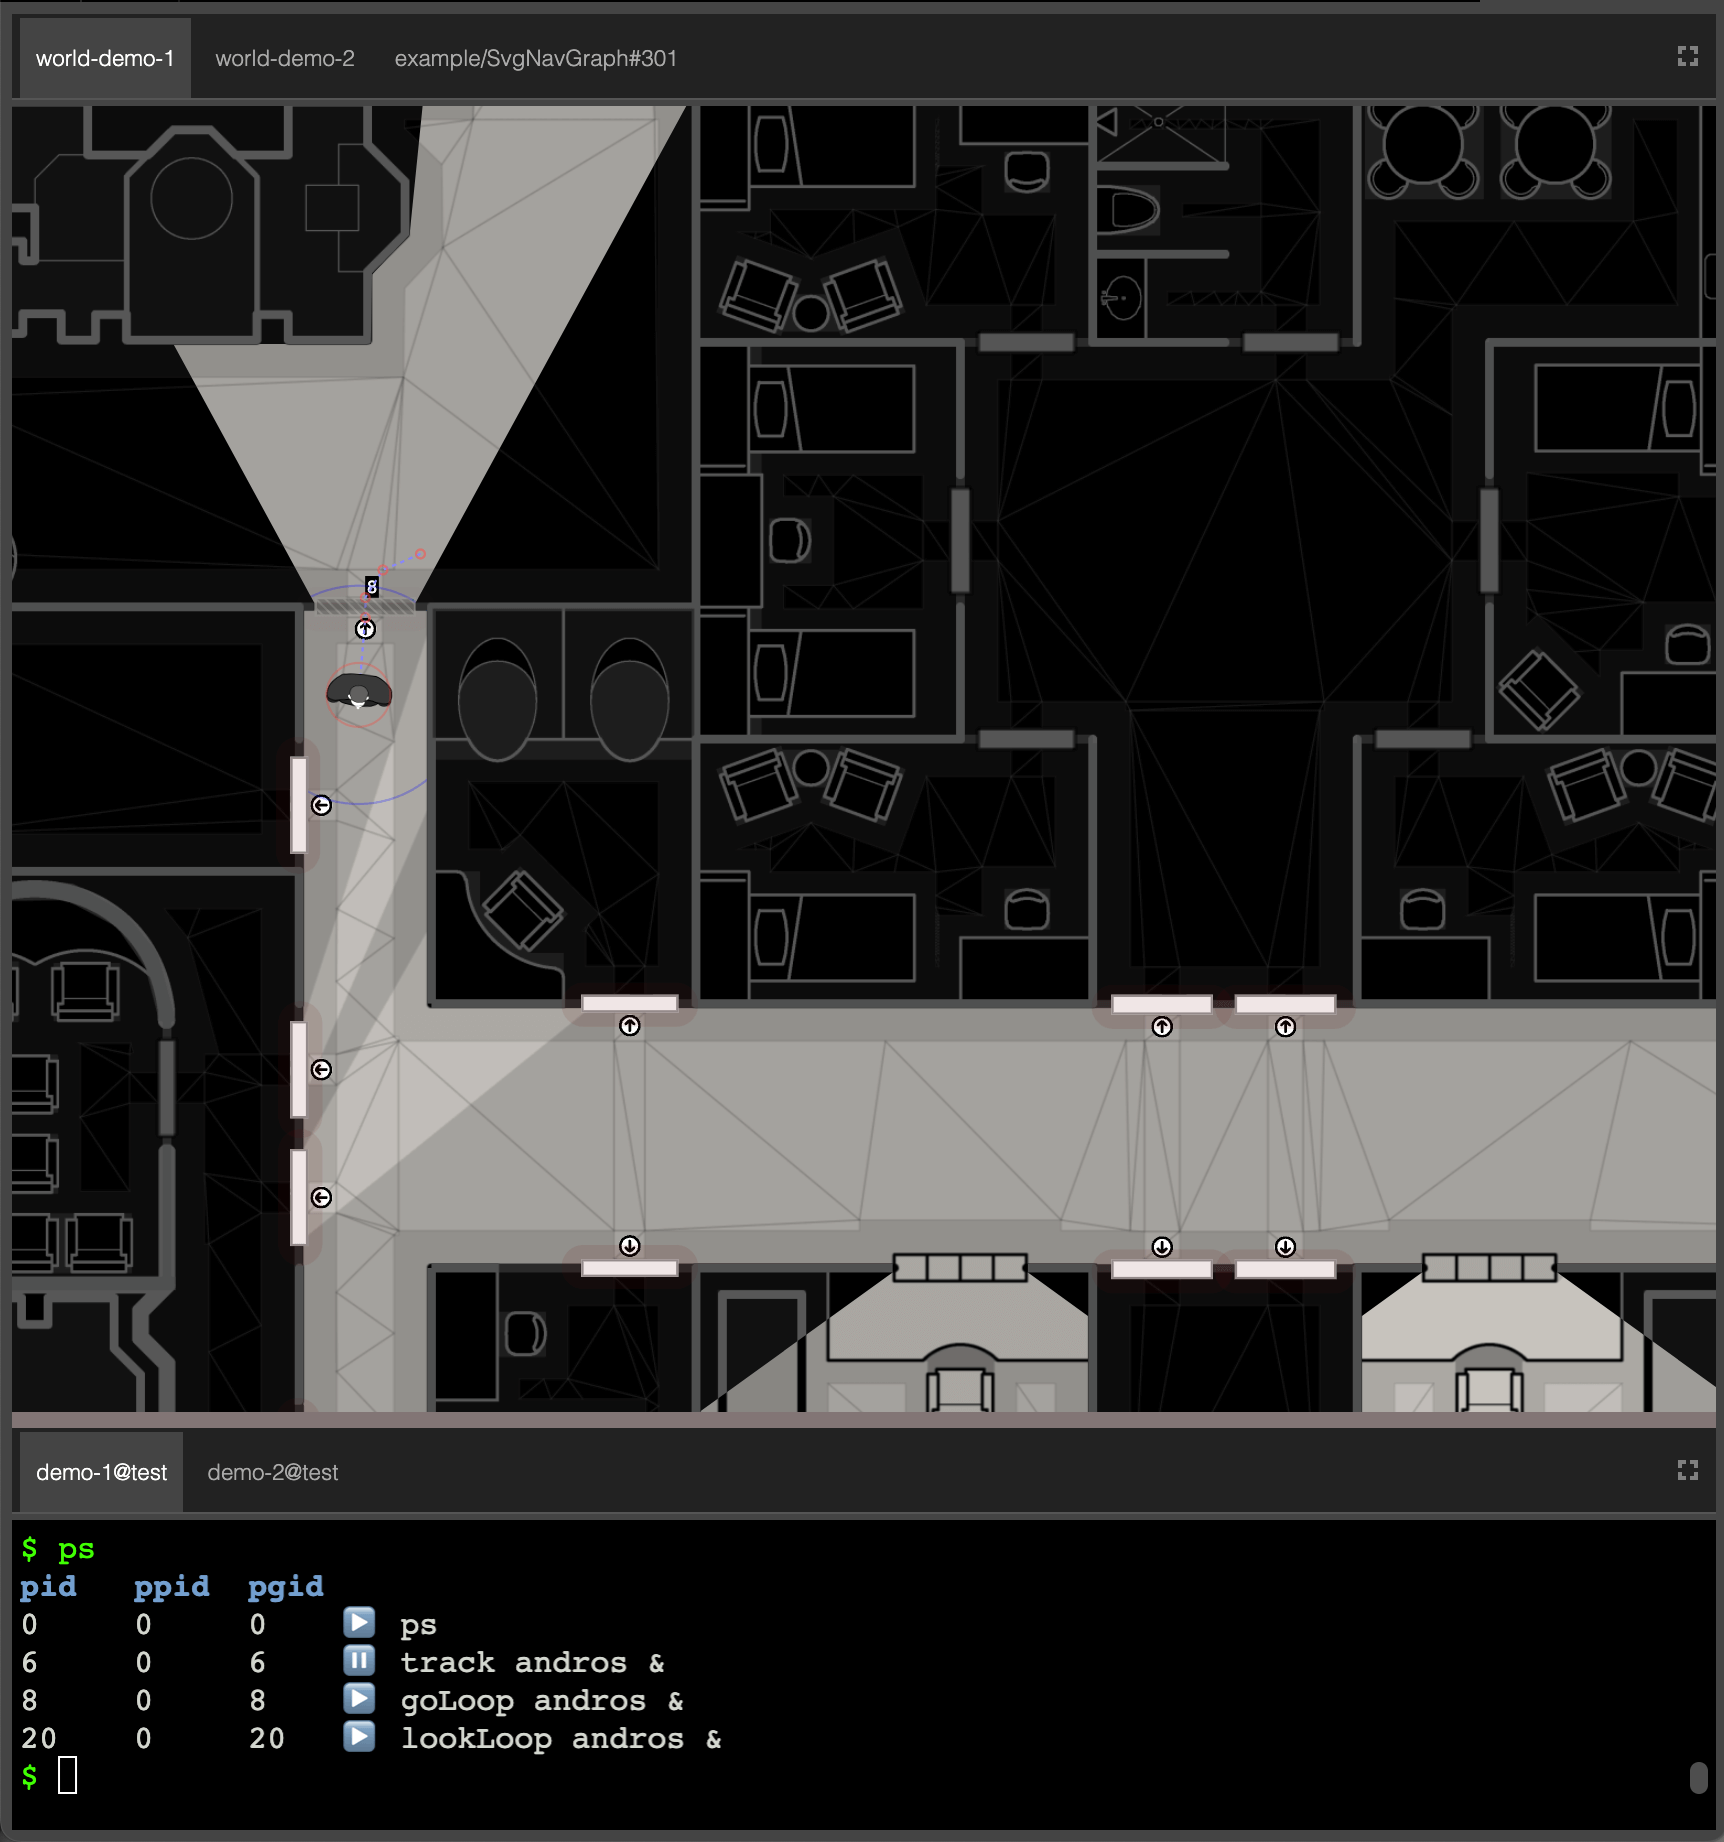 world-demo-1 world-demo-2 example/SvgNavGraph#301
8
demo-1@test demo-2@test
$ ps
pid ppid pgid
0 0 0 ▶️ ps
6 0 6 ⏸️ track andros &
8 0 8 ▶️ goLoop andros &
20 0 20 ▶️ lookLoop andros &
$